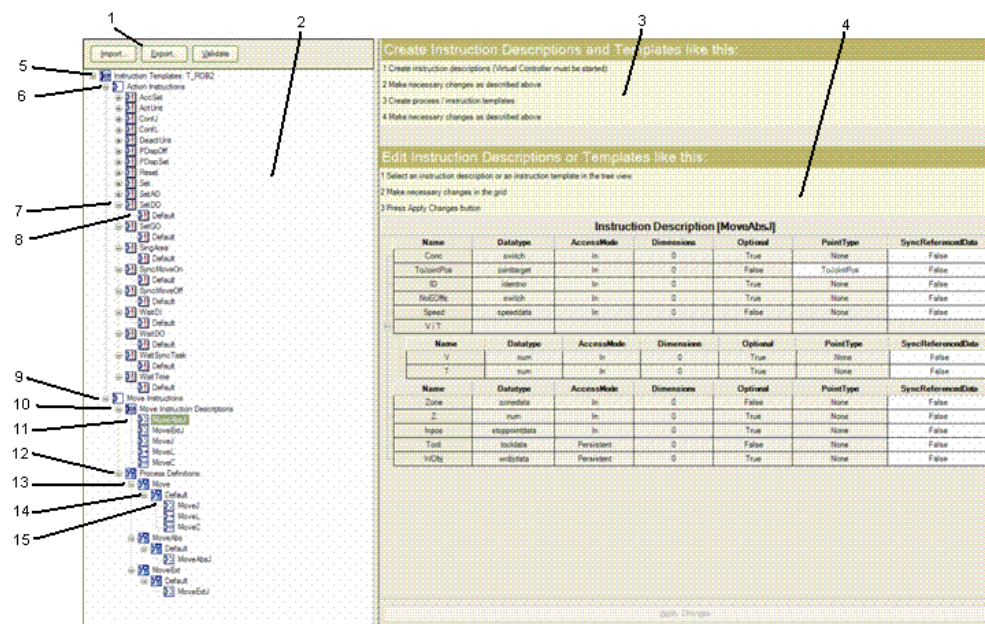 1
2
3
4
5
6
7
8
9
10
11
12
13
14
15
Import... Export... Validate
Instruction Templates: T_ROB2
Action Instructions
AccSet
ActUnit
ConfJ
ConfL
DeactUnit
PDispOff
PDispSet
Reset
Set
SetAO
SetDO
Default
SetGO
Default
SingArea
Default
SyncMoveOn
Default
SyncMoveOff
Default
WaitDI
Default
WaitDO
Default
WaitSyncTask
Default
WaitTime
Default
Move Instructions
Move Instruction Descriptions
MoveAbsJ
MoveExtJ
MoveJ
MoveL
MoveC
Process Definitions
Move
Default
MoveJ
MoveL
MoveC
MoveAbs
Default
MoveAbsJ
MoveExt
Default
MoveExtJ
Create Instruction Descriptions and Templates like this:
1 Create instruction descriptions (Virtual Controller must be started)
2 Make necessary changes as described above
3 Create process / instruction templates
4 Make necessary changes as described above
Edit Instruction Descriptions or Templates like this:
1 Select an instruction description or an instruction template in the tree view
2 Make necessary changes in the grid
3 Press Apply Changes button
Instruction Description [MoveAbsJ]
Name Datatype AccessMode Dimensions Optional PointType SyncReferencedData
Conc switch In 0 True None False
ToJointPos jointtarget In 0 False ToJointPos False
ID identno In 0 True None False
NoEOffs switch In 0 True None False
Speed speeddata In 0 False None False
V / T
Name Datatype AccessMode Dimensions Optional PointType SyncReferencedData
V num In 0 True None False
T num In 0 True None False
Name Datatype AccessMode Dimensions Optional PointType SyncReferencedData
Zone zonedata In 0 False None False
Z num In 0 True None False
Inpos stoppointdata In 0 True None False
Tool tooldata Persistent 0 False None False
WObj wobjdata Persistent 0 True None False
Apply Changes